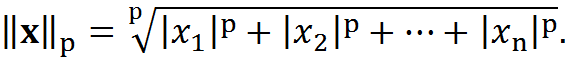 ‖𝐱‖ₚ = ᵖ√(|x₁|ᵖ + |x₂|ᵖ + ⋯ + |xₙ|ᵖ).